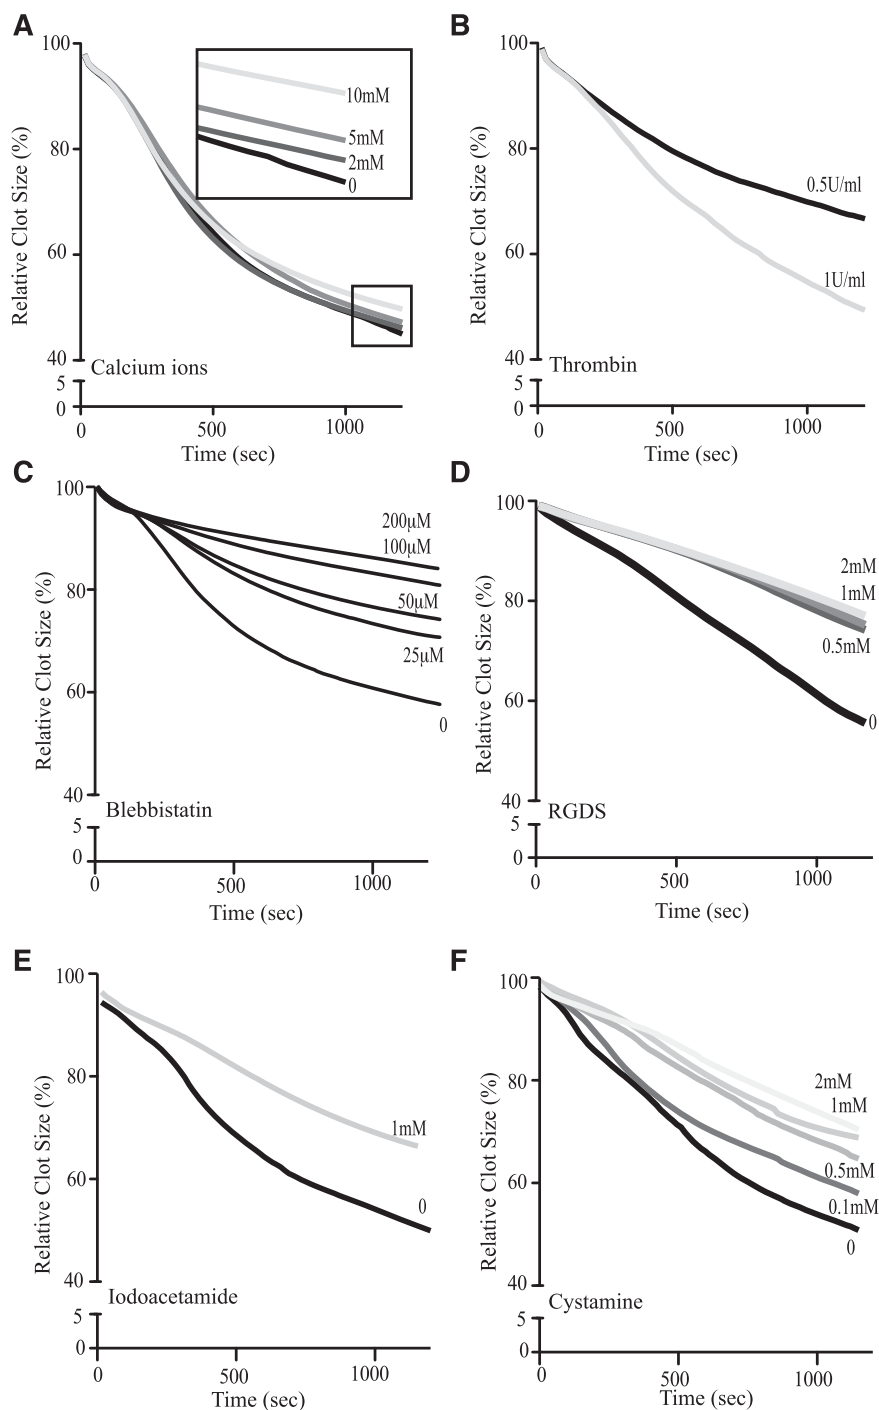 A
B
100
80
60
40
5
0
0
500
1000
Relative Clot Size (%)
10mM
5mM
2mM
0
Calcium ions
Time (sec)
100
80
60
40
5
0
0
500
1000
Relative Clot Size (%)
0.5U/ml
1U/ml
Thrombin
Time (sec)
C
D
100
80
60
40
5
0
0
500
1000
Relative Clot Size (%)
200µM
100µM
50µM
25µM
0
Blebbistatin
Time (sec)
100
80
60
40
5
0
0
500
1000
Relative Clot Size (%)
2mM
1mM
0.5mM
0
RGDS
Time (sec)
E
F
100
80
60
40
5
0
0
500
1000
Relative Clot Size (%)
1mM
0
Iodoacetamide
Time (sec)
100
80
60
40
5
0
0
500
1000
Relative Clot Size (%)
2mM
1mM
0.5mM
0.1mM
0
Cystamine
Time (sec)